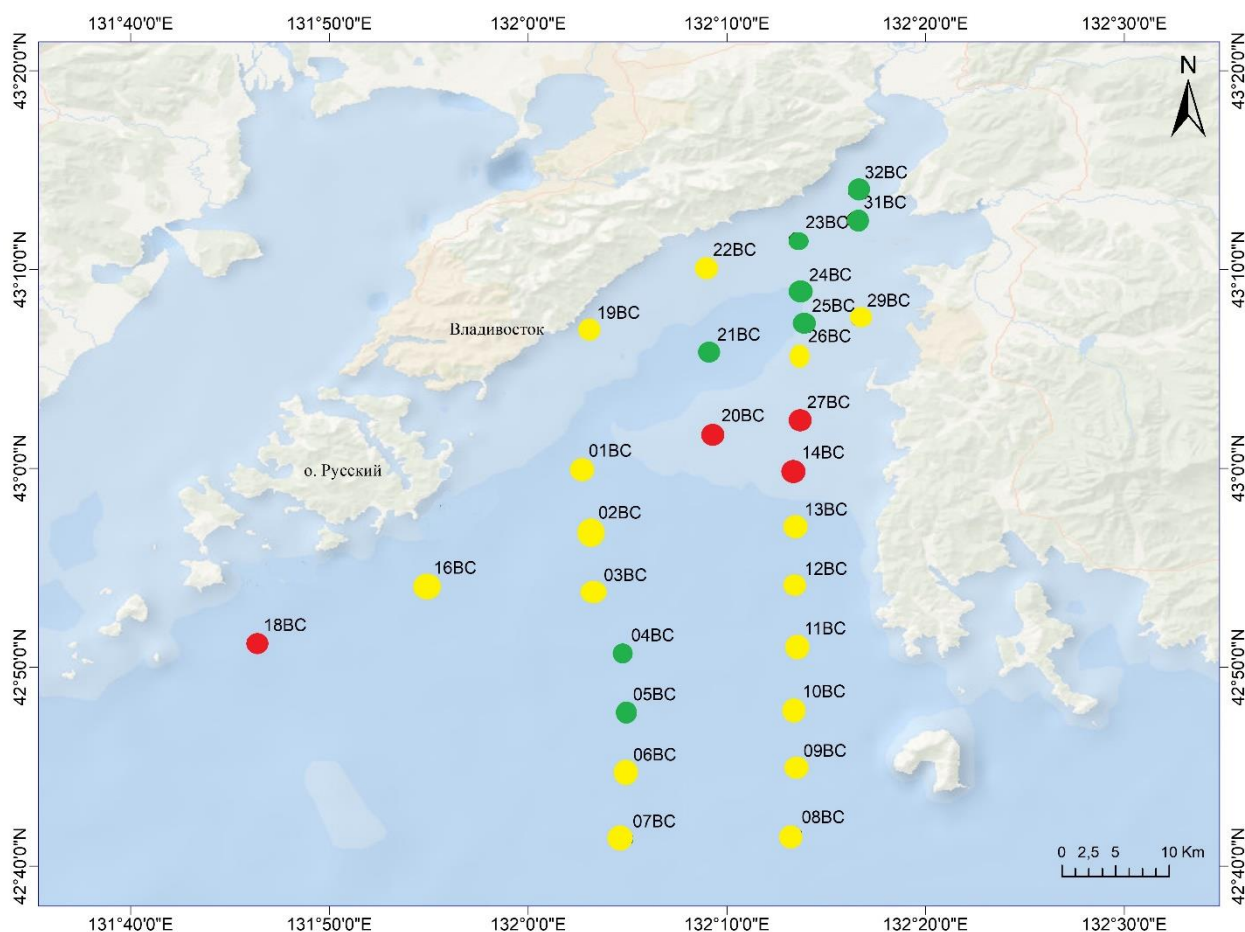 131°40'0"E 131°50'0"E 132°0'0"E 132°10'0"E 132°20'0"E 132°30'0"E
43°20'0"N 43°20'0"N
N
32BC
31BC
23BC
22BC
43°10'0"N 43°10'0"N
24BC
25BC 29BC
19BC
Владивосток
26BC
21BC
27BC
20BC
01BC
14BC
о. Русский
43°0'0"N 43°0'0"N
13BC
02BC
12BC
03BC
16BC
18BC
04BC
11BC
42°50'0"N 42°50'0"N
05BC
10BC
06BC
09BC
07BC
08BC
0 2,5 5 10 Km
42°40'0"N 42°40'0"N
131°40'0"E 131°50'0"E 132°0'0"E 132°10'0"E 132°20'0"E 132°30'0"E